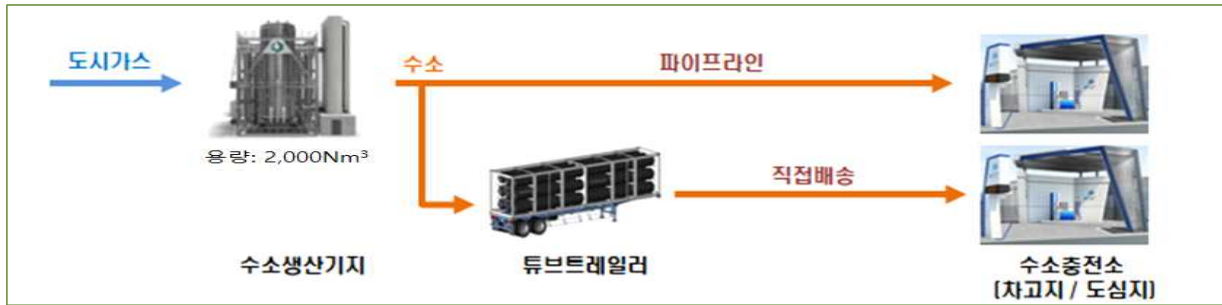 도시가스
수소
파이프라인
용량: 2,000Nm³
직접배송
수소생산기지
튜브트레일러
수소충전소
(차고지 / 도심지)